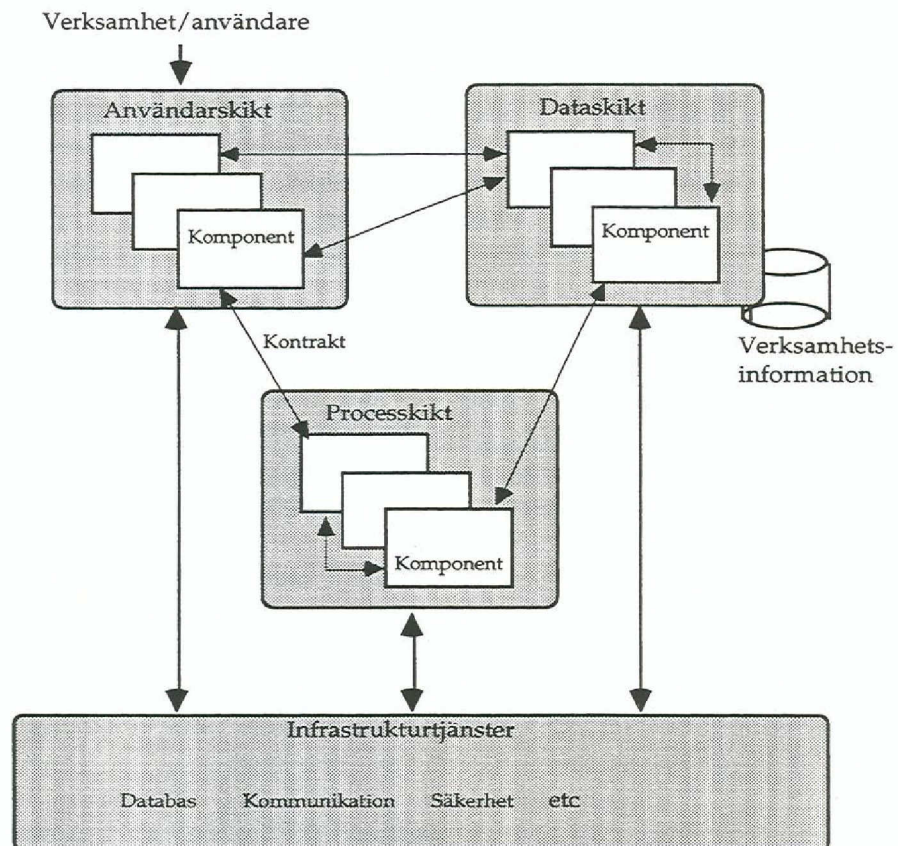 Verksamhet/användare
Användarskikt
Komponent
Dataskikt
Komponent
Verksamhets-
information
Kontrakt
Processkikt
Komponent
Infrastrukturtjänster
Databas Kommunikation Säkerhet etc